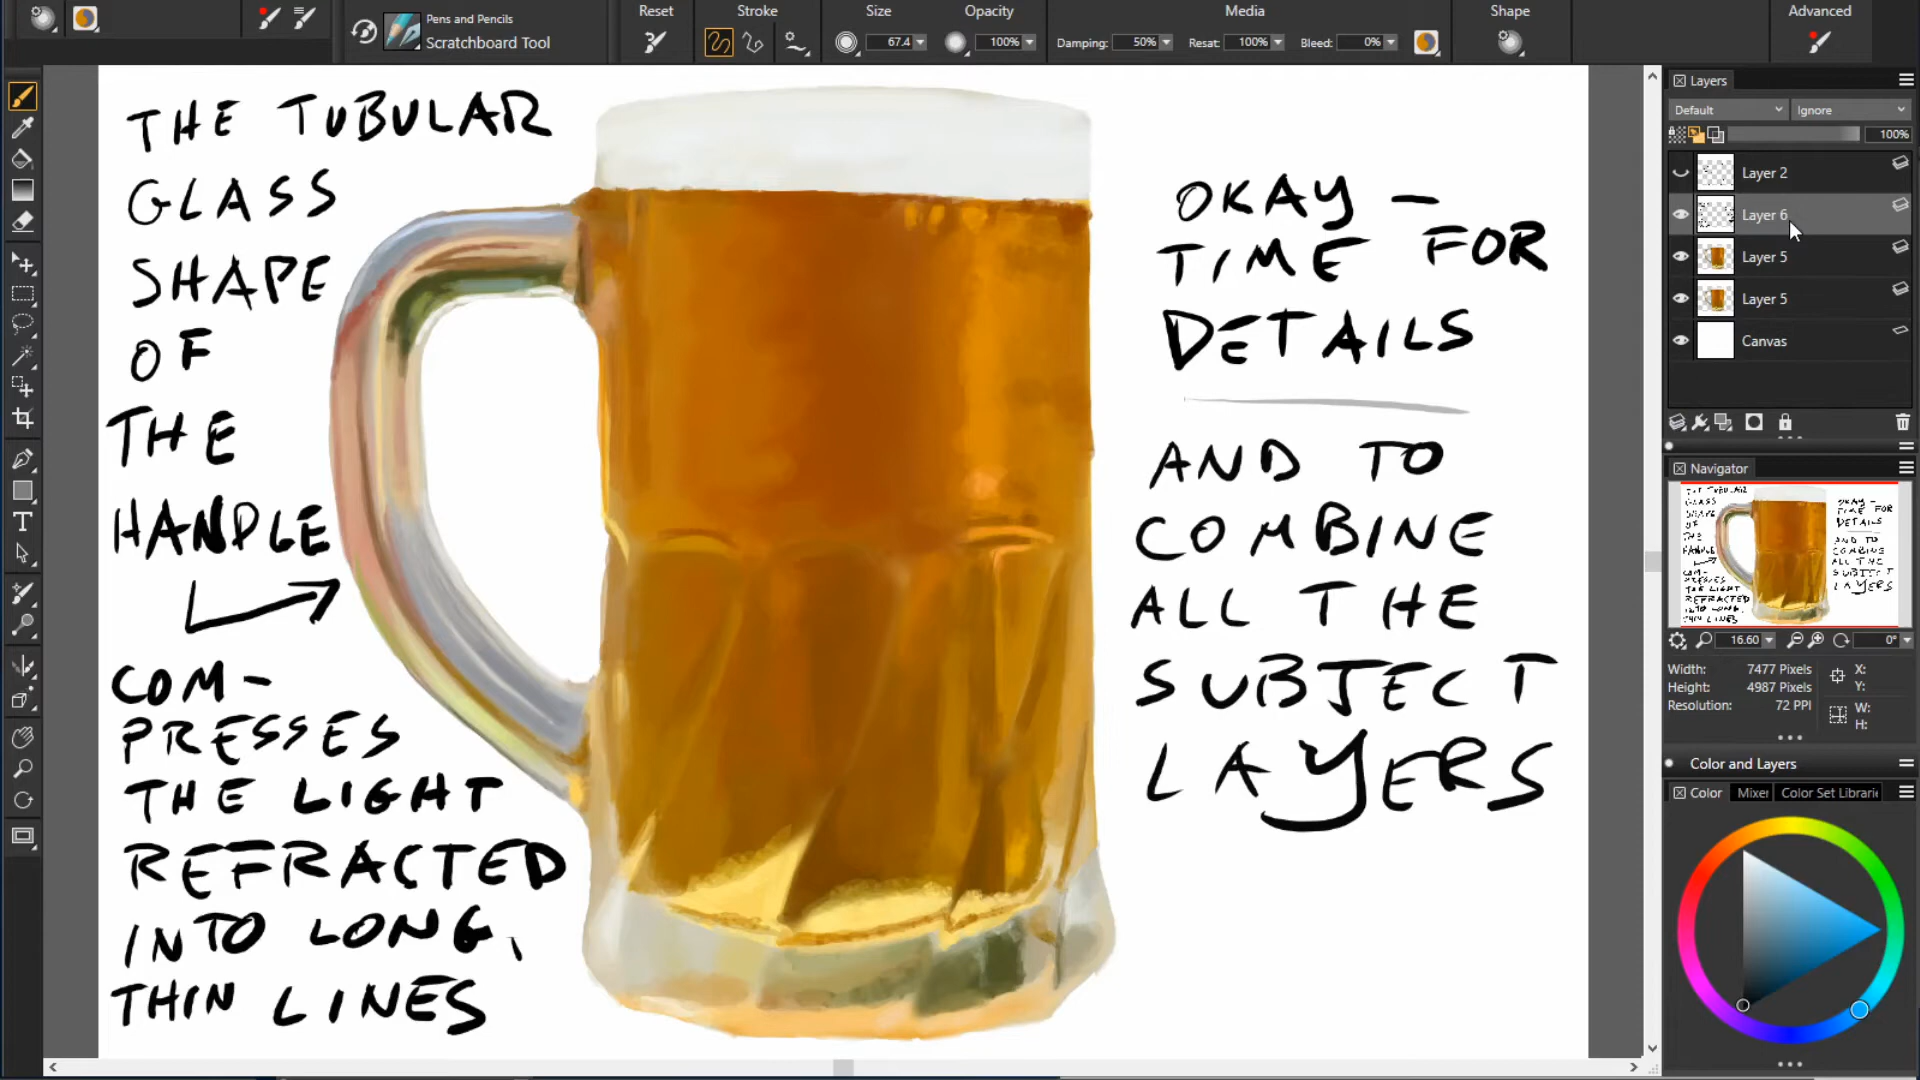 Pens and Pencils
Scratchboard Tool
Reset
Stroke
Size
67.4
Opacity
100%
Media
Damping: 50%
Resat: 100%
Bleed: 0%
Shape
Advanced
THE TUBULAR
GLASS
SHAPE
OF
THE
HANDLE
COM-
PRESSES
THE LIGHT
REFRACTED
INTO LONG,
THIN LINES
OKAY —
TIME FOR
DETAILS
AND TO
COMBINE
ALL THE
SUBJECT
LAYERS
Layers
Default
Ignore
100%
Layer 2
Layer 6
Layer 5
Layer 5
Canvas
Navigator
16.60
0°
Width: 7477 Pixels
Height: 4987 Pixels
Resolution: 72 PPI
X:
Y:
W:
H:
Color and Layers
Color
Mixer
Color Set Librari